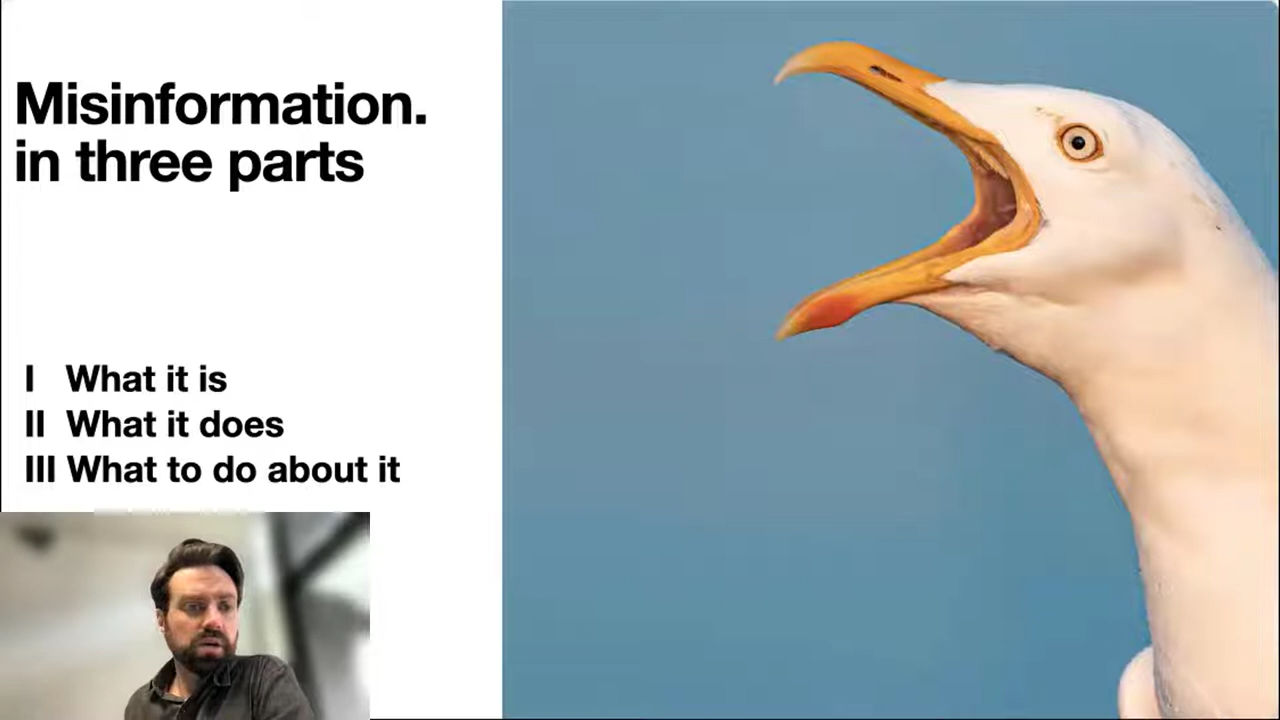 Misinformation.
in three parts
I What it is
II What it does
III What to do about it